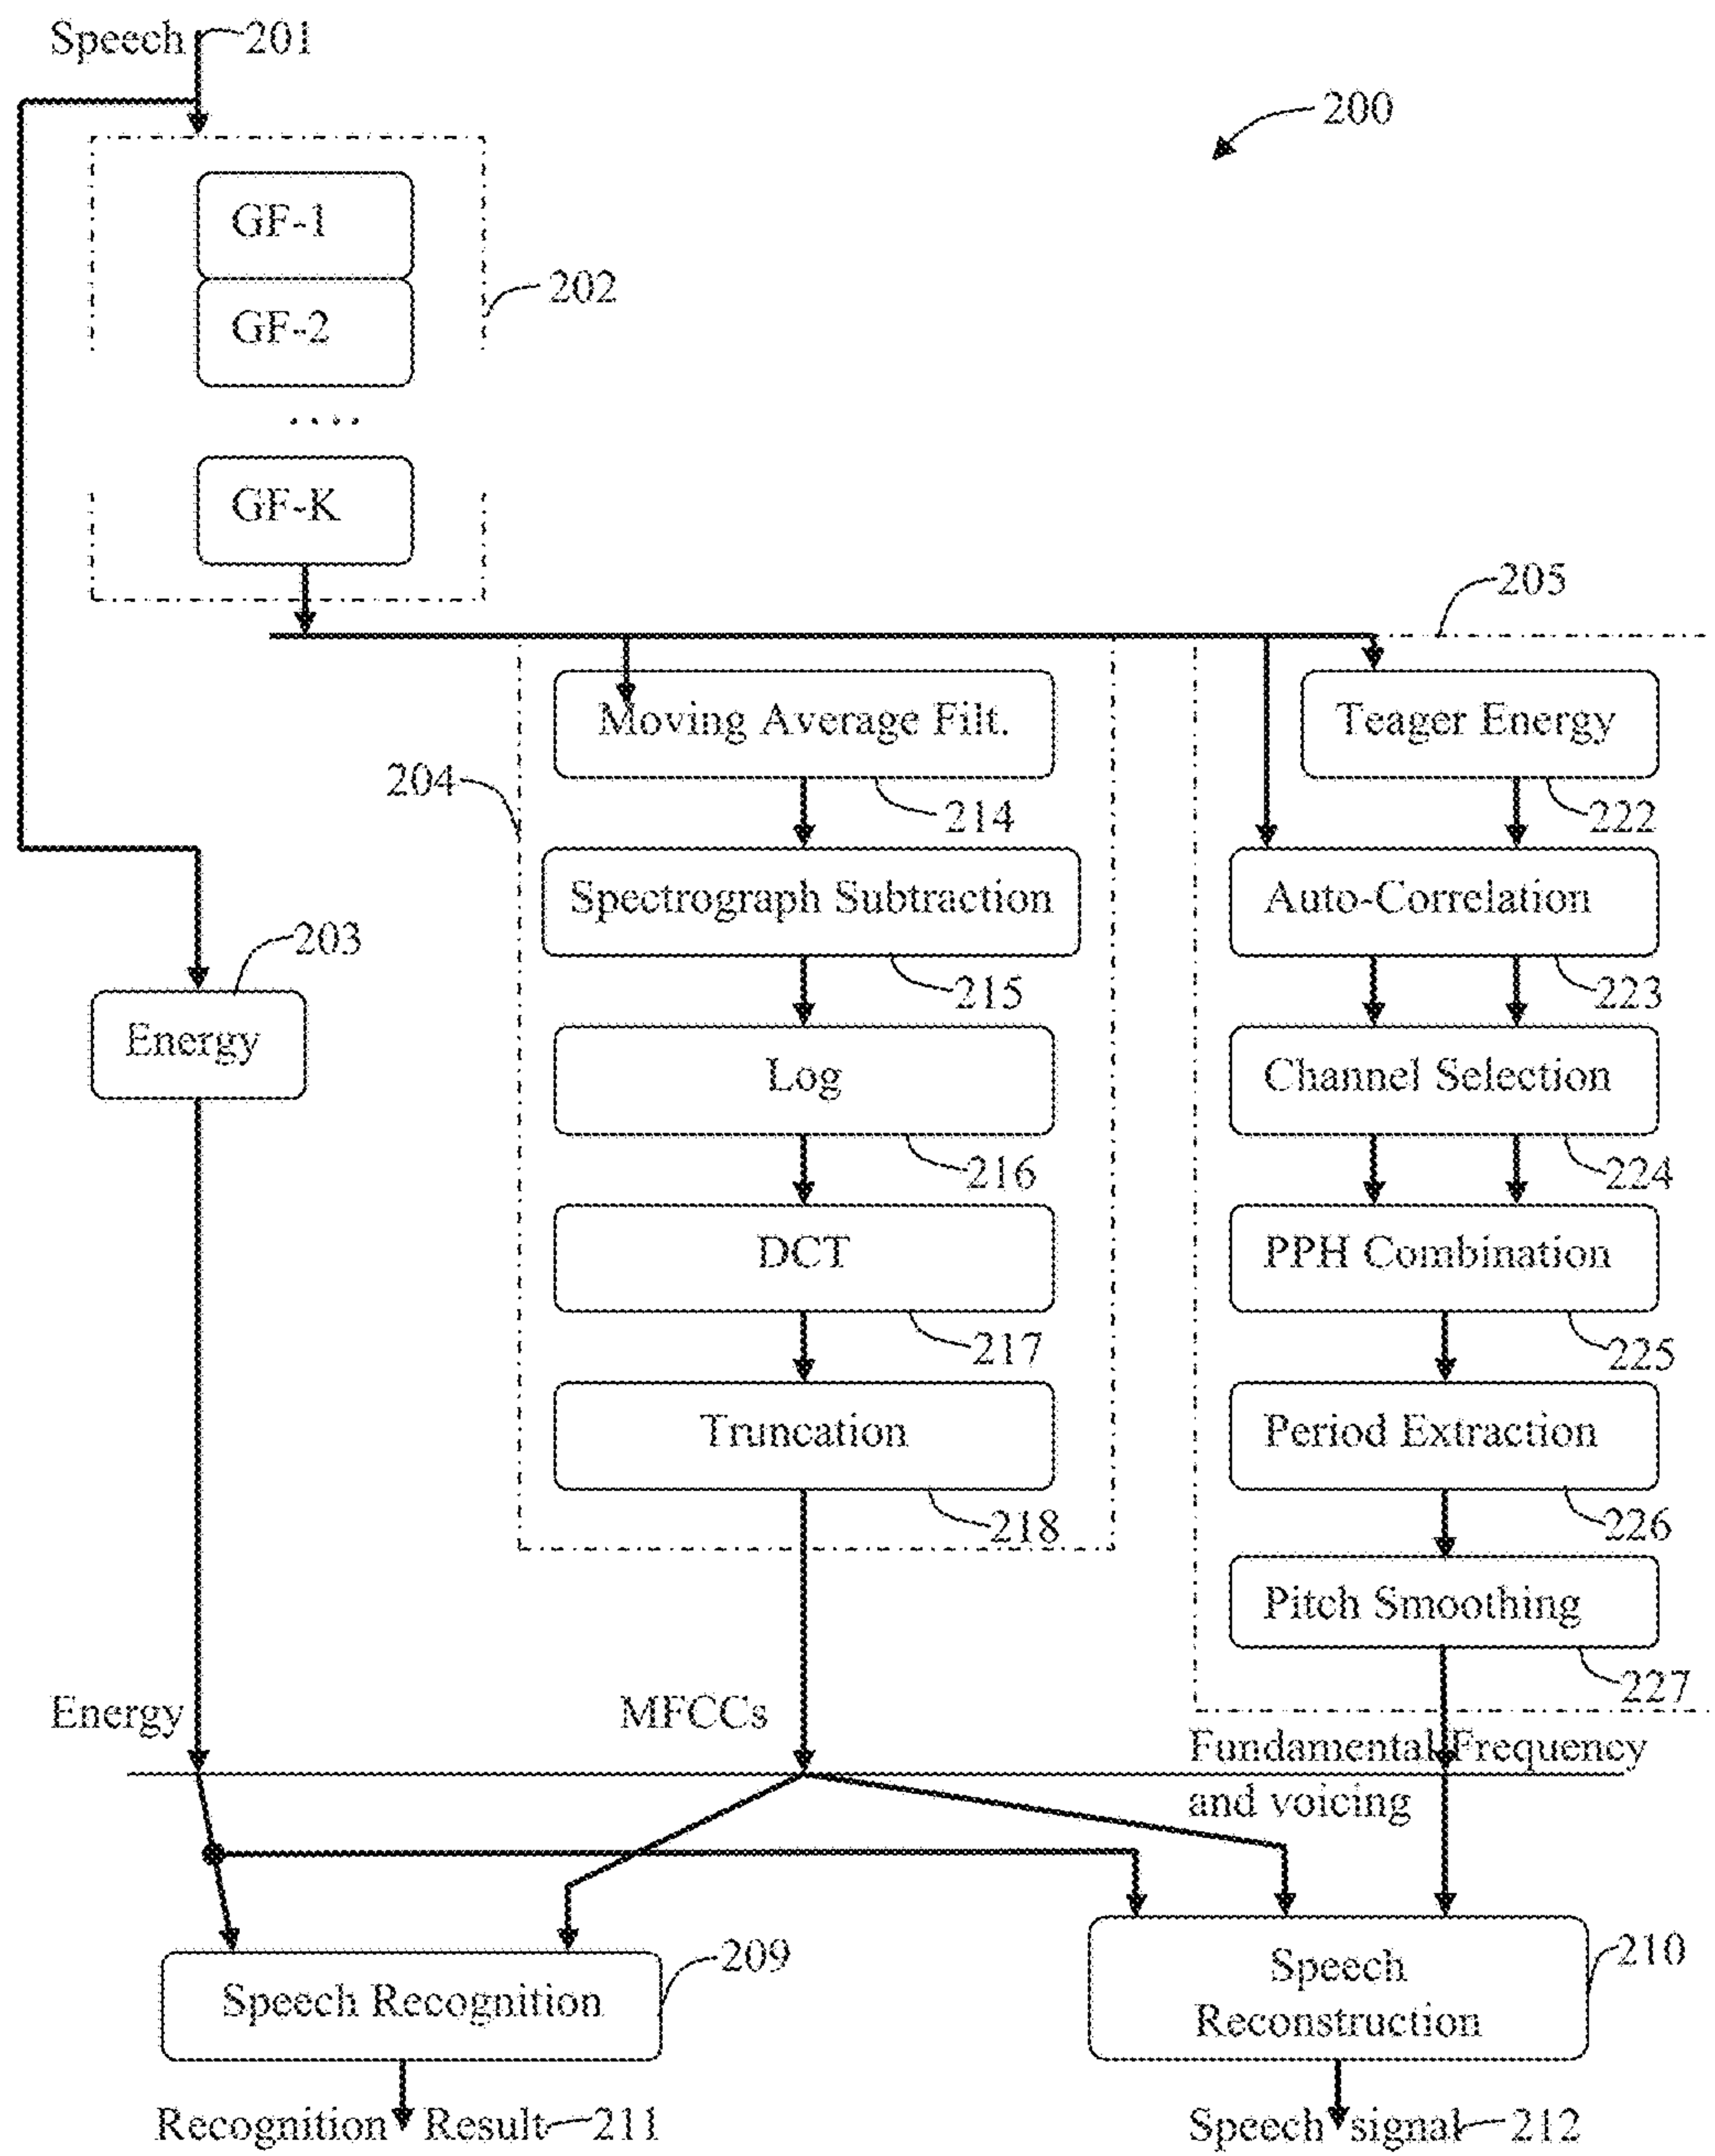 Speech 201
200
GF-1
202
GF-2
....
GF-K
205
Moving Average Filt.
Teager Energy
204
214
222
Spectrograph Subtraction
Auto-Correlation
203
215
223
Energy
Log
Channel Selection
216
224
DCT
PPH Combination
217
225
Truncation
Period Extraction
218
226
Pitch Smoothing
227
Energy
MFCCs
Fundamental Frequency
and voicing
209
210
Speech Recognition
Speech
Reconstruction
Recognition Result 211
Speech signal 212